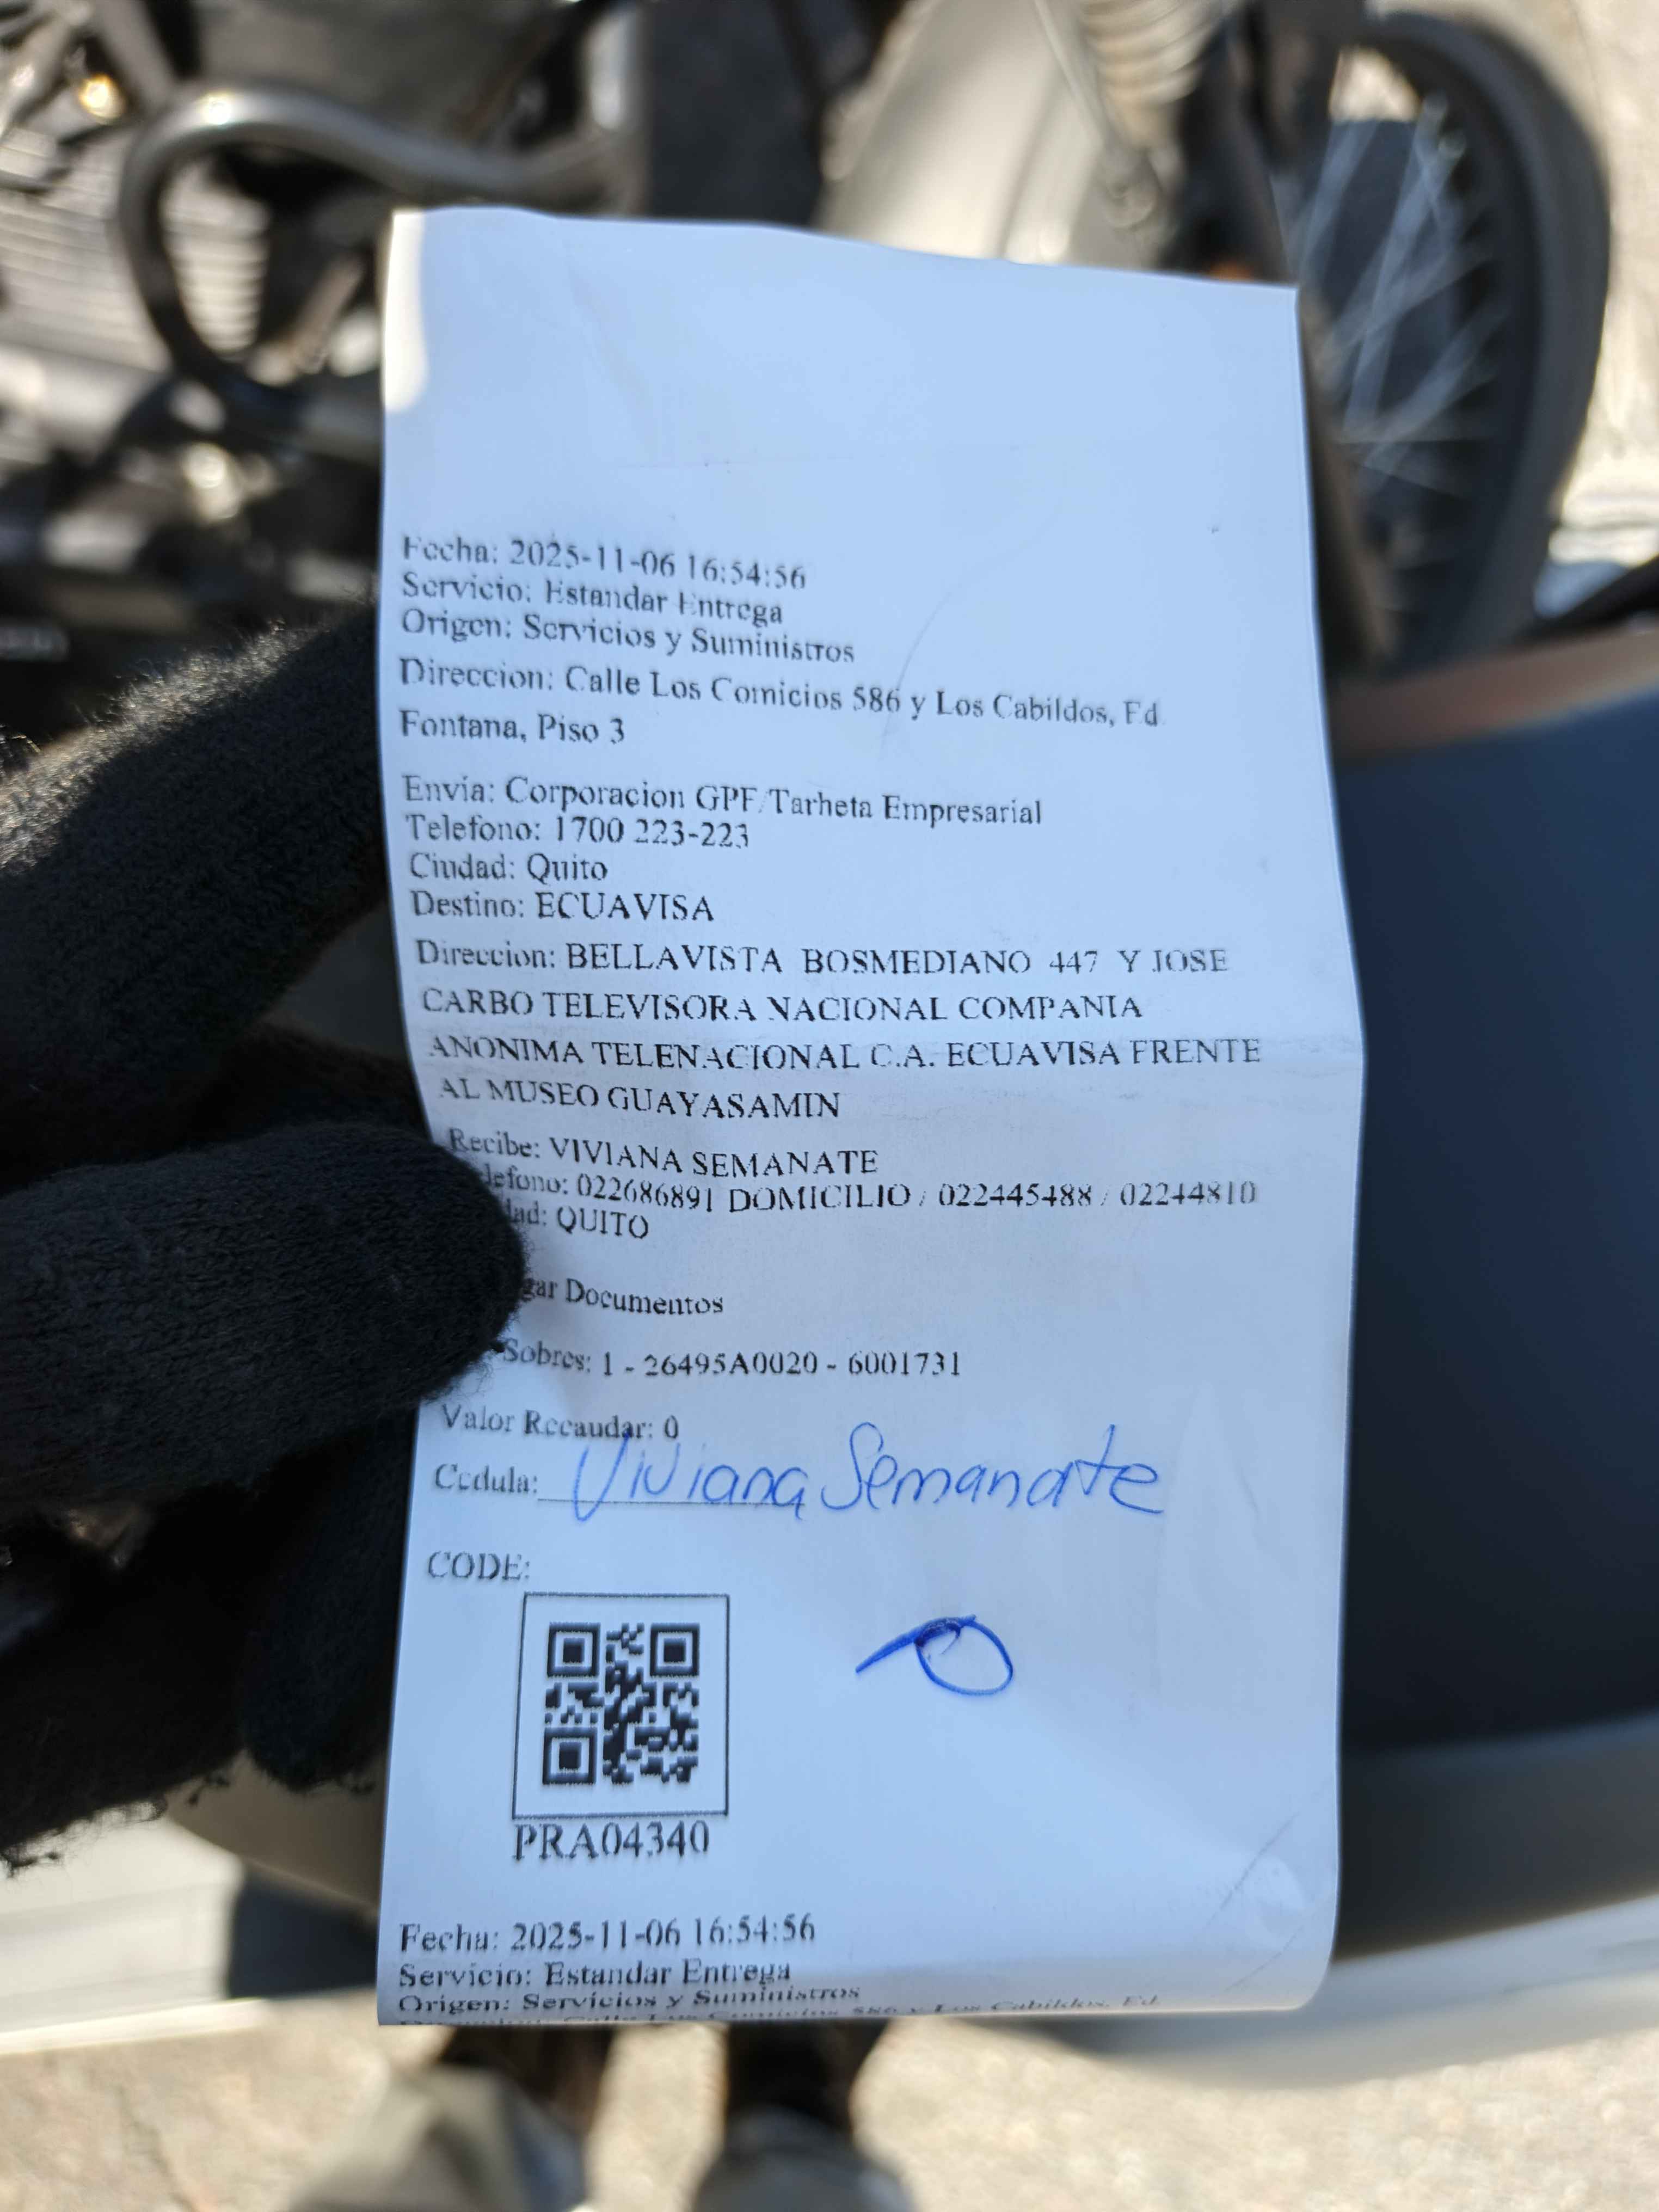 Fecha: 2025-11-06 16:54:56
Servicio: Estandar Entrega
Origen: Servicios y Suministros
Direccion: Calle Los Comicios 586 y Los Cabildos, Ed.
Fontana, Piso 3
Envía: Corporacion GPF/Tarheta Empresarial
Telefono: 1700 223-223
Ciudad: Quito
Destino: ECUAVISA
Direccion: BELLAVISTA BOSMEDIANO 447 Y JOSE
CARBO TELEVISORA NACIONAL COMPANIA
ANONIMA TELENACIONAL C.A. ECUAVISA FRENTE
AL MUSEO GUAYASAMIN
Recibe: VIVIANA SEMANATE
lefono: 022686891 DOMICILIO / 022445488 / 02244810
dad: QUITO
gar Documentos
Sobres: 1 - 26495A0020 - 6001731
Valor Recaudar: 0
Cedula: Viviana Semanate
CODE:
PRA04340
Fecha: 2025-11-06 16:54:56
Servicio: Estandar Entrega
Origen: Servicios y Suministros